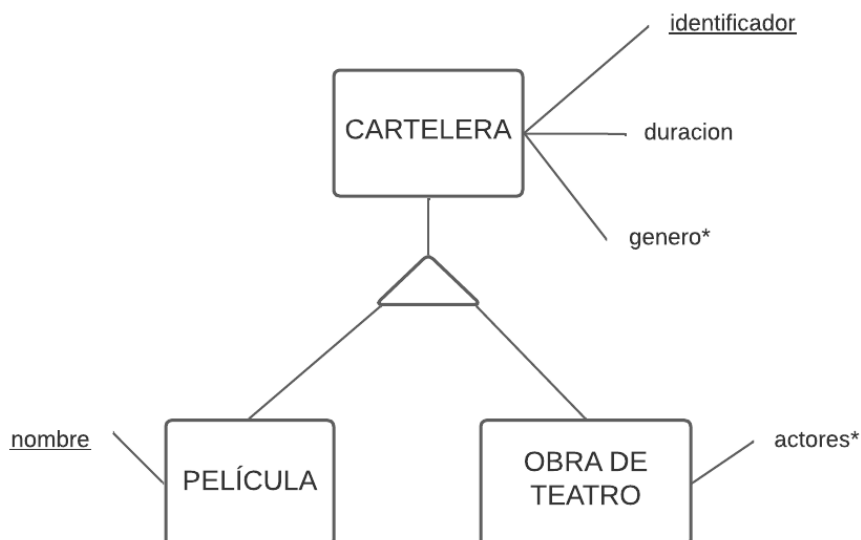 identificador
CARTELERA
duracion
genero*
nombre
PELÍCULA
OBRA DE
TEATRO
actores*